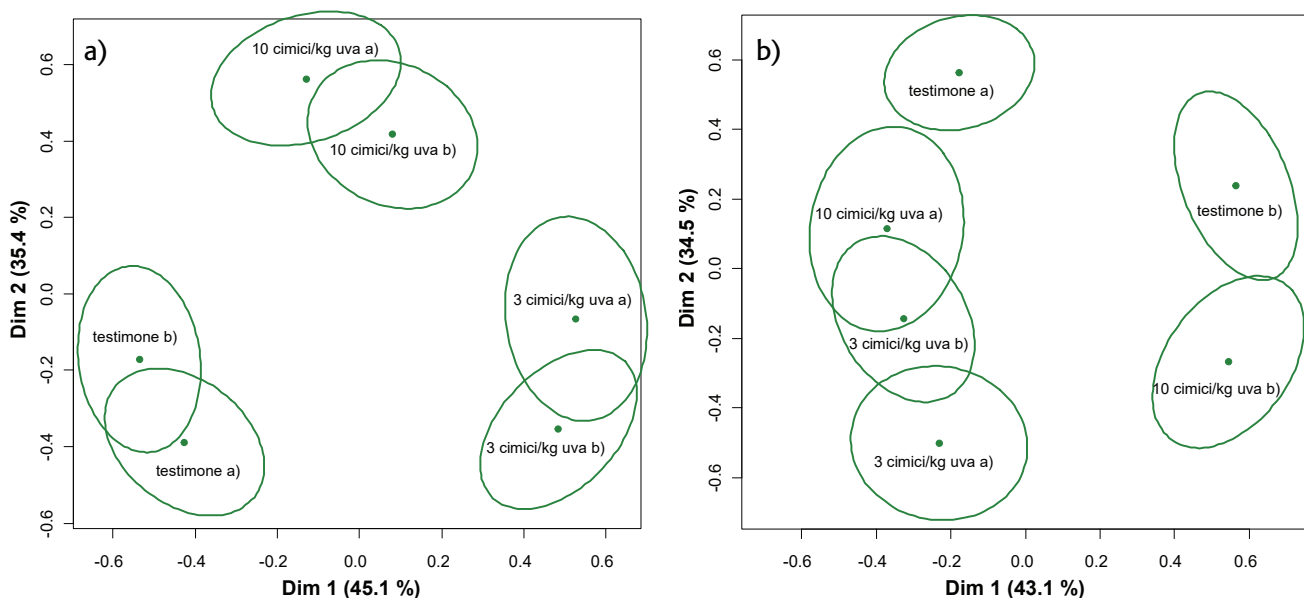 a)
10 cimici/kg uva a)
10 cimici/kg uva b)
3 cimici/kg uva a)
testimone b)
3 cimici/kg uva b)
testimone a)
Dim 2 (35.4 %)
0.6
0.4
0.2
0.0
-0.2
-0.4
-0.6
-0.6 -0.4 -0.2 0.0 0.2 0.4 0.6
Dim 1 (45.1 %)
b)
testimone a)
testimone b)
10 cimici/kg uva a)
3 cimici/kg uva b)
10 cimici/kg uva b)
3 cimici/kg uva a)
Dim 2 (34.5 %)
0.6
0.4
0.2
0.0
-0.2
-0.4
-0.6
-0.6 -0.4 -0.2 0.0 0.2 0.4 0.6
Dim 1 (43.1 %)